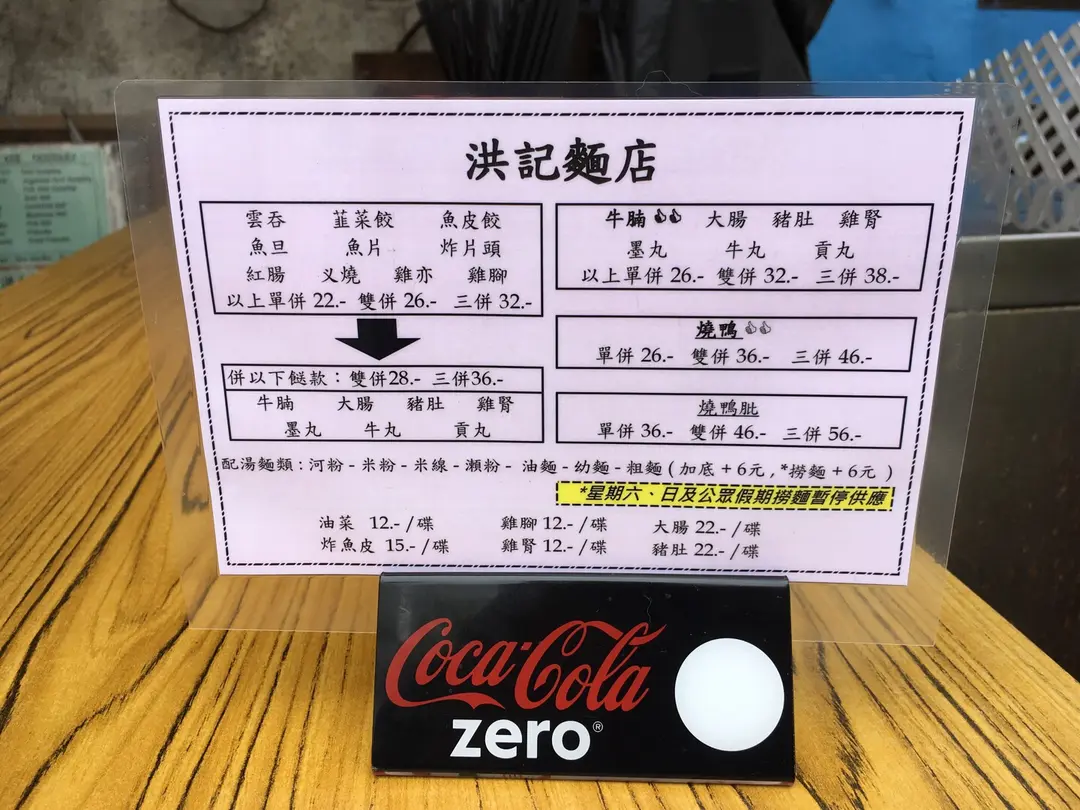 洪記麵店
雲吞 韮菜餃 魚皮餃
魚旦 魚片 炸片頭
紅腸 义燒 雞亦 雞腳
以上單併 22.- 雙併 26.- 三併 32.-
併以下餸款：雙併28.- 三併36.-
牛腩 大腸 豬肚 雞腎
墨丸 牛丸 貢丸
牛腩👍👍 大腸 豬肚 雞腎
墨丸 牛丸 貢丸
以上單併 26.- 雙併 32.- 三併 38.-
燒鴨👍👍
單併 26.- 雙併 36.- 三併 46.-
燒鴨肶
單併 36.- 雙併 46.- 三併 56.-
配湯麵類：河粉－米粉－米線－瀨粉－油麵－幼麵－粗麵 ( 加底＋6元 , *撈麵＋6元 )
*星期六、日及公眾假期撈麵暫停供應
油菜 12.-/碟 雞腳 12.-/碟 大腸 22.-/碟
炸魚皮 15.-/碟 雞腎 12.-/碟 豬肚 22.-/碟
Coca-Cola
zero®